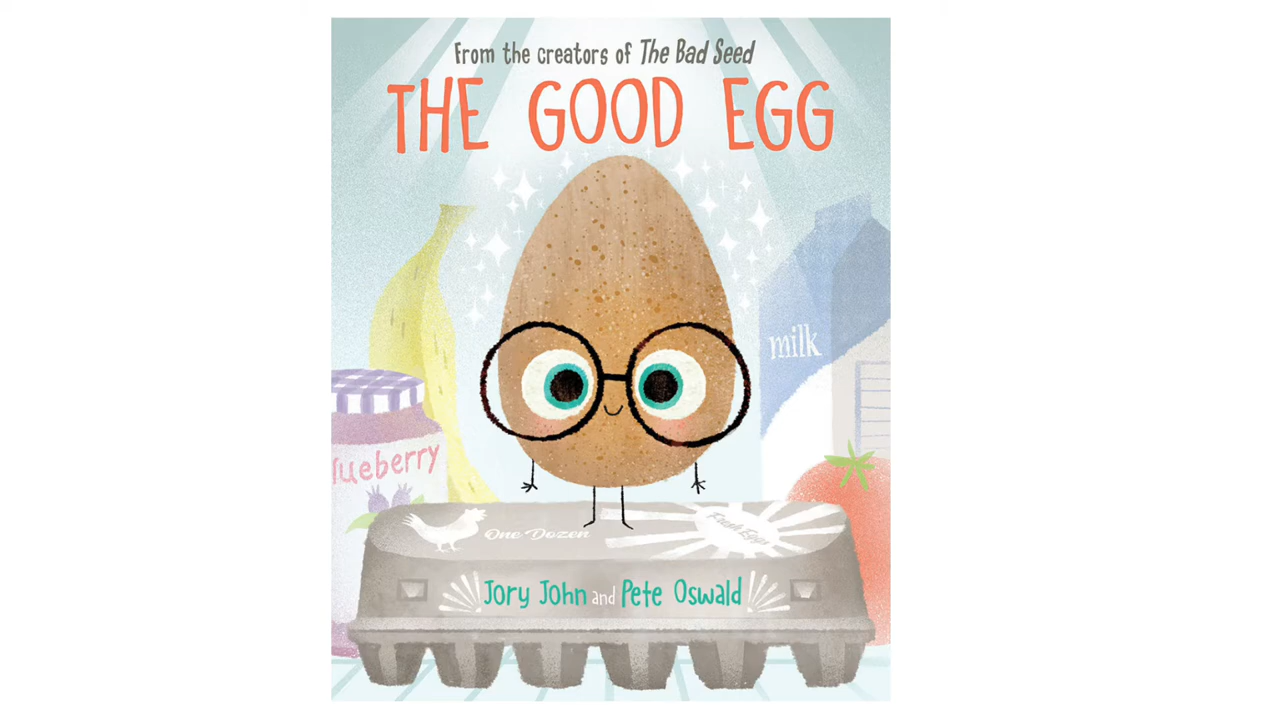 From the creators of The Bad Seed
THE GOOD EGG
milk
lueberry
One Dozen
Fresh Eggs
Jory John and Pete Oswald